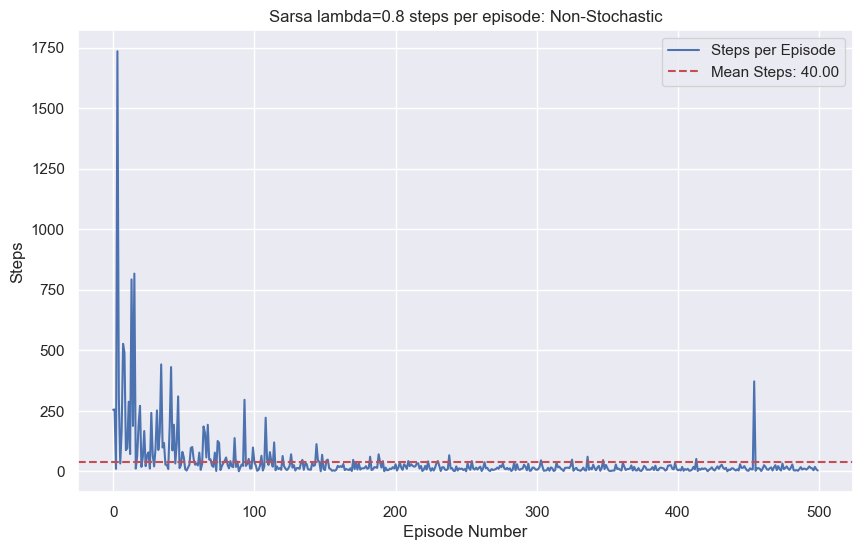 Sarsa lambda=0.8 steps per episode: Non-Stochastic
Steps per Episode
Mean Steps: 40.00
Steps
1750
1500
1250
1000
750
500
250
0
0 100 200 300 400 500
Episode Number